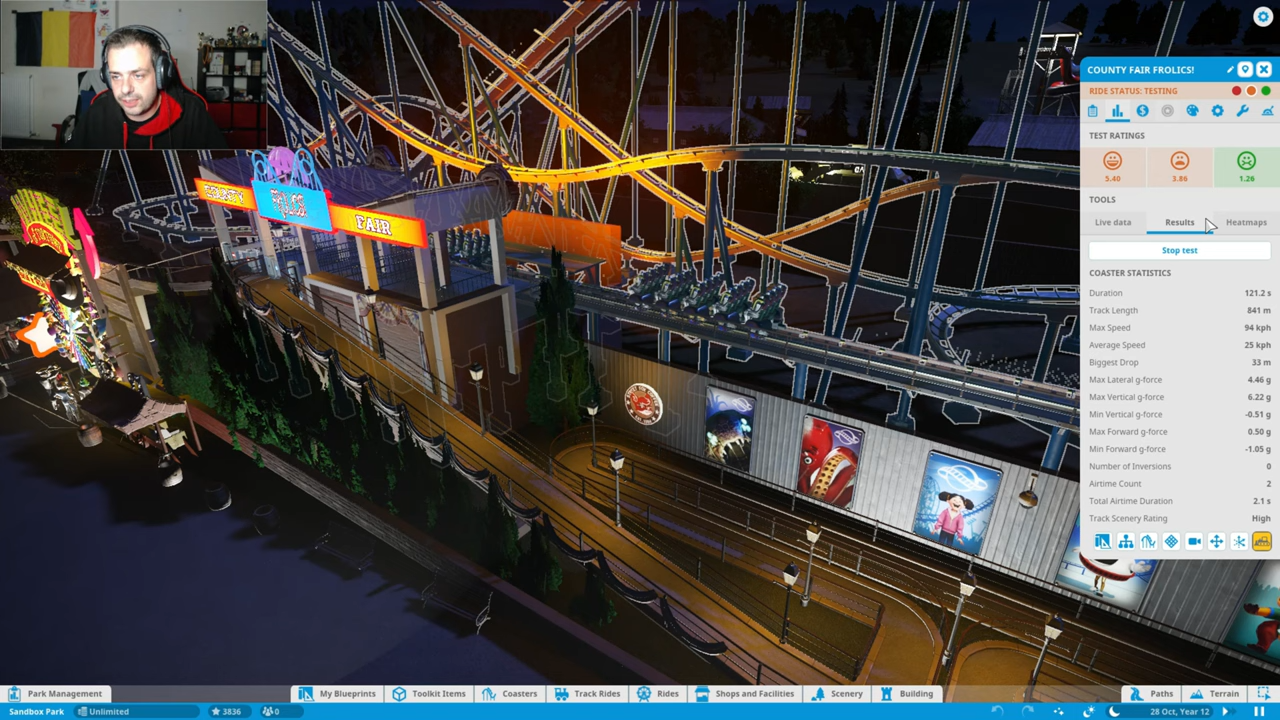 COUNTY FAIR FROLICS!
RIDE STATUS: TESTING
TEST RATINGS
5.40 3.86 1.26
TOOLS
Live data Results Heatmaps
Stop test
COASTER STATISTICS
Duration 121.2 s
Track Length 841 m
Max Speed 94 kph
Average Speed 25 kph
Biggest Drop 33 m
Max Lateral g-force 4.46 g
Max Vertical g-force 6.22 g
Min Vertical g-force -0.51 g
Max Forward g-force 0.50 g
Min Forward g-force -1.05 g
Number of Inversions 0
Airtime Count 2
Total Airtime Duration 2.1 s
Track Scenery Rating High
COUNTY
FAIR
Park Management My Blueprints Toolkit Items Coasters Track Rides Rides Shops and Facilities Scenery Building Paths Terrain
Sandbox Park Unlimited 3836 0 28 Oct, Year 12